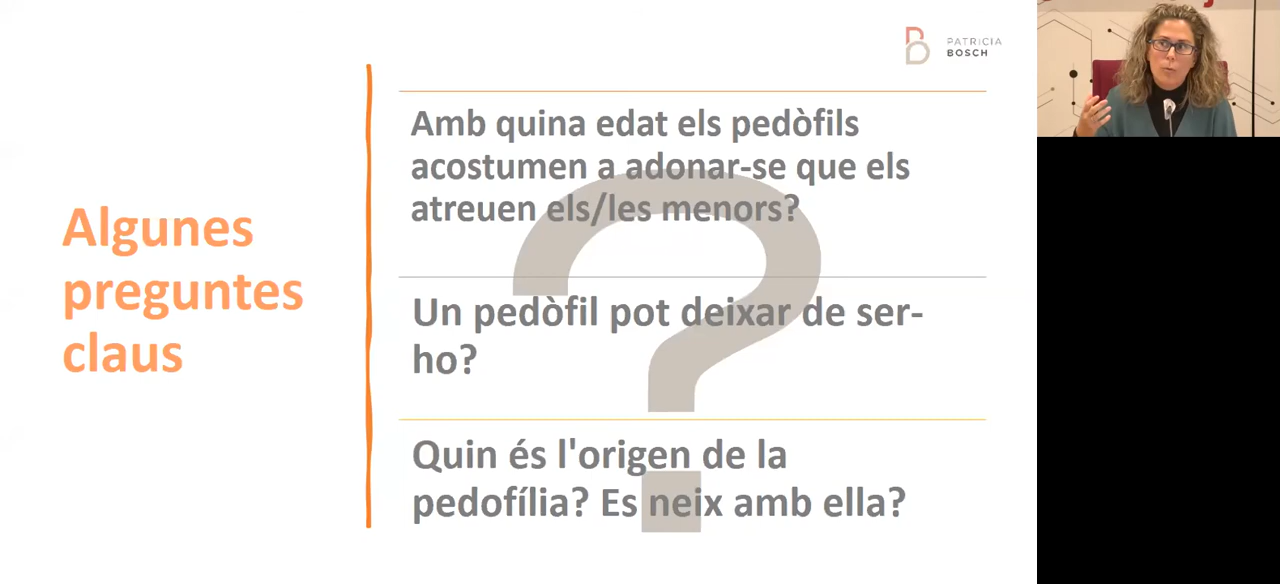 PATRICIA
BOSCH
Algunes
preguntes
claus
Amb quina edat els pedòfils
acostumen a adonar-se que els
atreuen els/les menors?
Un pedòfil pot deixar de ser-
ho?
Quin és l'origen de la
pedofília? Es neix amb ella?